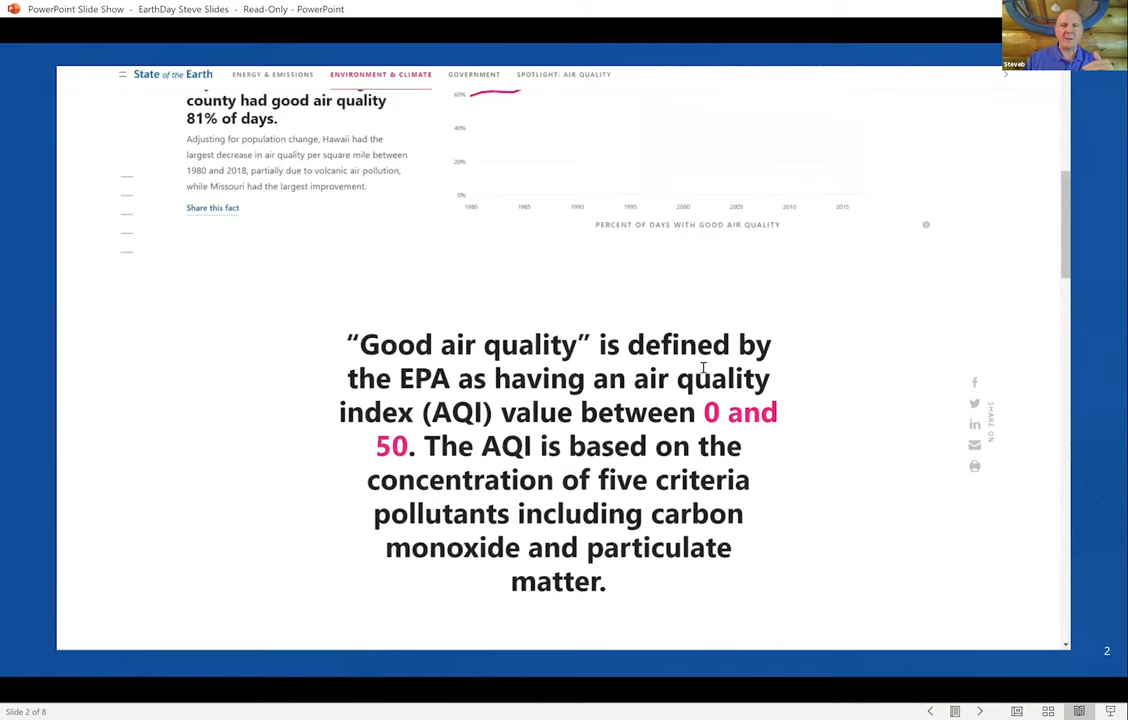 PowerPoint Slide Show - EarthDay Steve Slides - Read-Only - PowerPoint
Steveb
State of the Earth
ENERGY & EMISSIONS
ENVIRONMENT & CLIMATE
GOVERNMENT
SPOTLIGHT: AIR QUALITY
county had good air quality
81% of days.
Adjusting for population change, Hawaii had the
largest decrease in air quality per square mile between
1980 and 2018, partially due to volcanic air pollution,
while Missouri had the largest improvement.
Share this fact
60%
40%
20%
0%
1980 1985 1990 1995 2000 2005 2010 2015
PERCENT OF DAYS WITH GOOD AIR QUALITY
“Good air quality” is defined by
the EPA as having an air quality
index (AQI) value between 0 and
50. The AQI is based on the
concentration of five criteria
pollutants including carbon
monoxide and particulate
matter.
SHARE ON
2
Slide 2 of 8